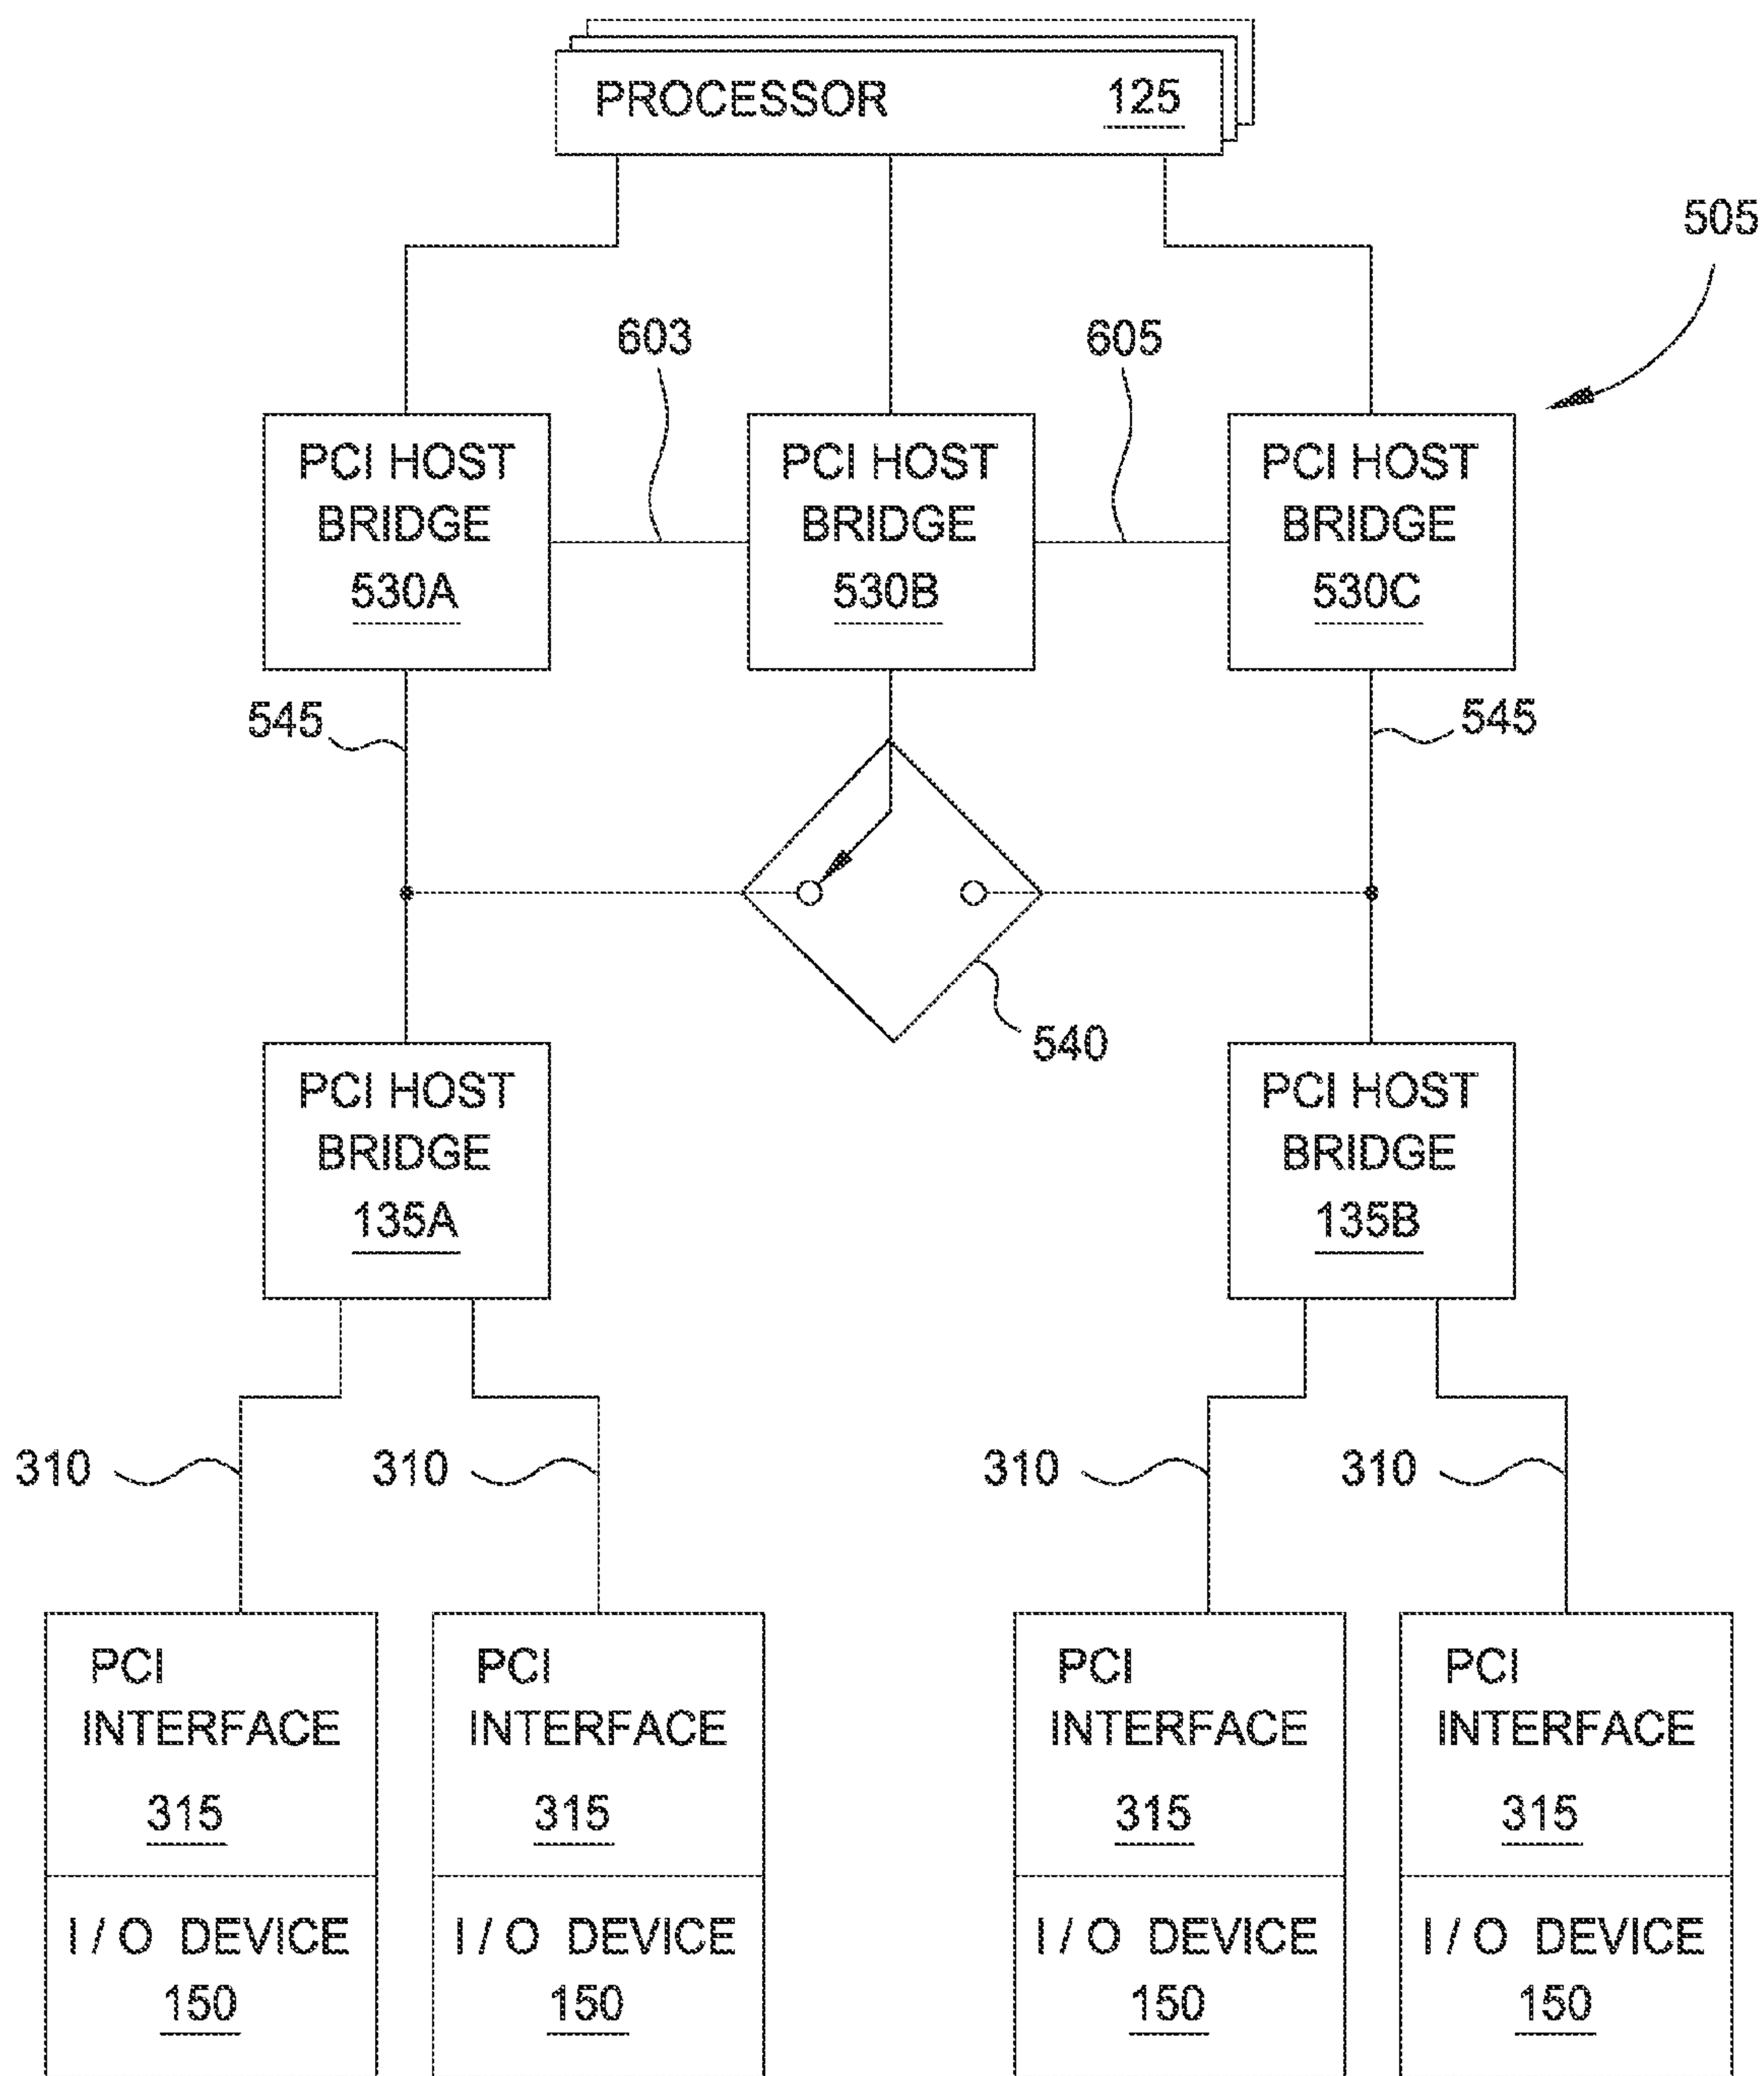 PROCESSOR 125
505
603 605
PCI HOST BRIDGE 530A
PCI HOST BRIDGE 530B
PCI HOST BRIDGE 530C
545 545
540
PCI HOST BRIDGE 135A
PCI HOST BRIDGE 135B
310 310 310 310
PCI INTERFACE 315
PCI INTERFACE 315
PCI INTERFACE 315
PCI INTERFACE 315
I / O DEVICE 150
I / O DEVICE 150
I / O DEVICE 150
I / O DEVICE 150